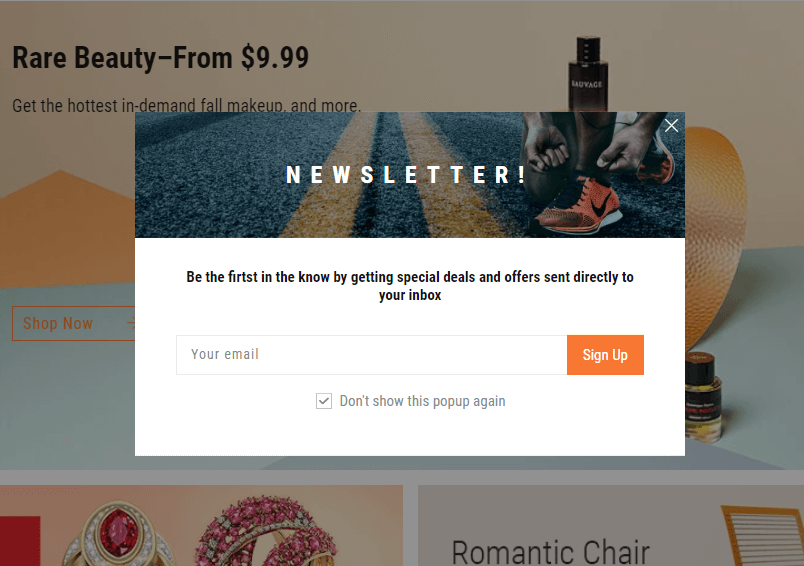 Rare Beauty–From $9.99
Get the hottest in-demand fall makeup, and more.
SAUVAGE
NEWSLETTER!
Be the firtst in the know by getting special deals and offers sent directly to
your inbox
Shop Now
Your email
Sign Up
Don't show this popup again
Romantic Chair